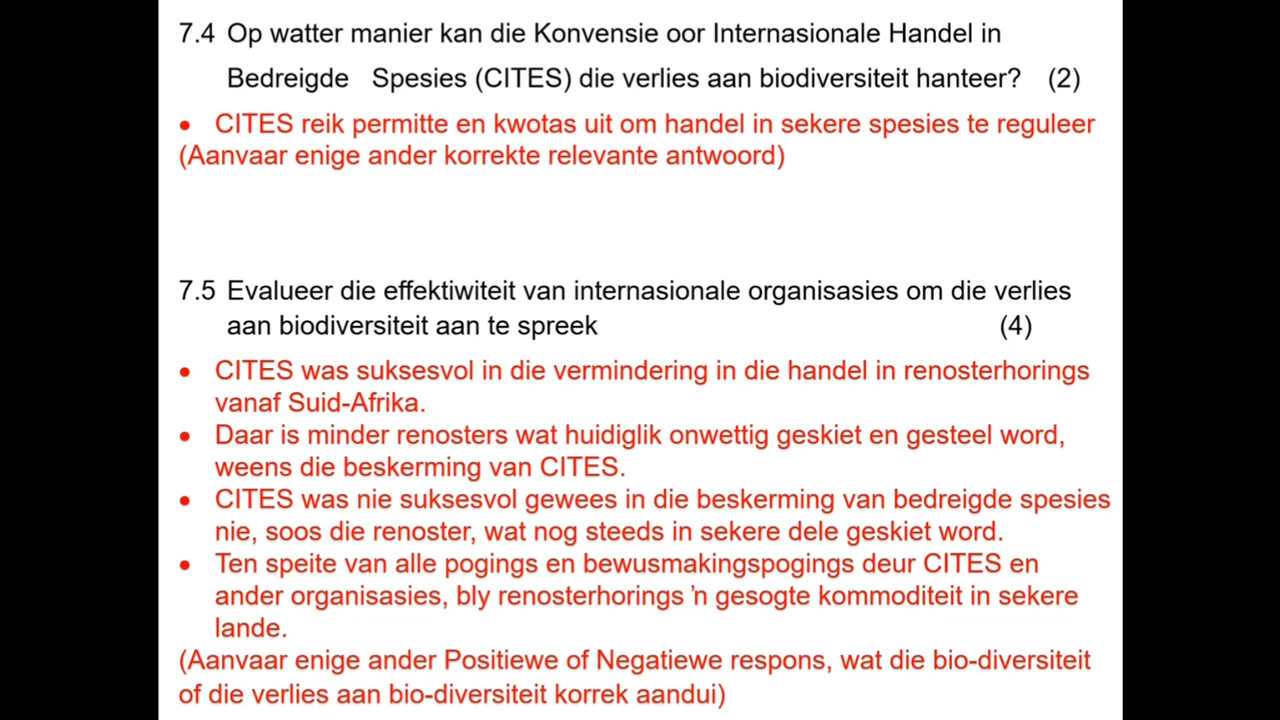 7.4 Op watter manier kan die Konvensie oor Internasionale Handel in
Bedreigde Spesies (CITES) die verlies aan biodiversiteit hanteer? (2)
• CITES reik permitte en kwotas uit om handel in sekere spesies te reguleer
(Aanvaar enige ander korrekte relevante antwoord)
7.5 Evalueer die effektiwiteit van internasionale organisasies om die verlies
aan biodiversiteit aan te spreek (4)
• CITES was suksesvol in die vermindering in die handel in renosterhorings
vanaf Suid-Afrika.
• Daar is minder renosters wat huidiglik onwettig geskiet en gesteel word,
weens die beskerming van CITES.
• CITES was nie suksesvol gewees in die beskerming van bedreigde spesies
nie, soos die renoster, wat nog steeds in sekere dele geskiet word.
• Ten speite van alle pogings en bewusmakingspogings deur CITES en
ander organisasies, bly renosterhorings 'n gesogte kommoditeit in sekere
lande.
(Aanvaar enige ander Positiewe of Negatiewe respons, wat die bio-diversiteit
of die verlies aan bio-diversiteit korrek aandui)